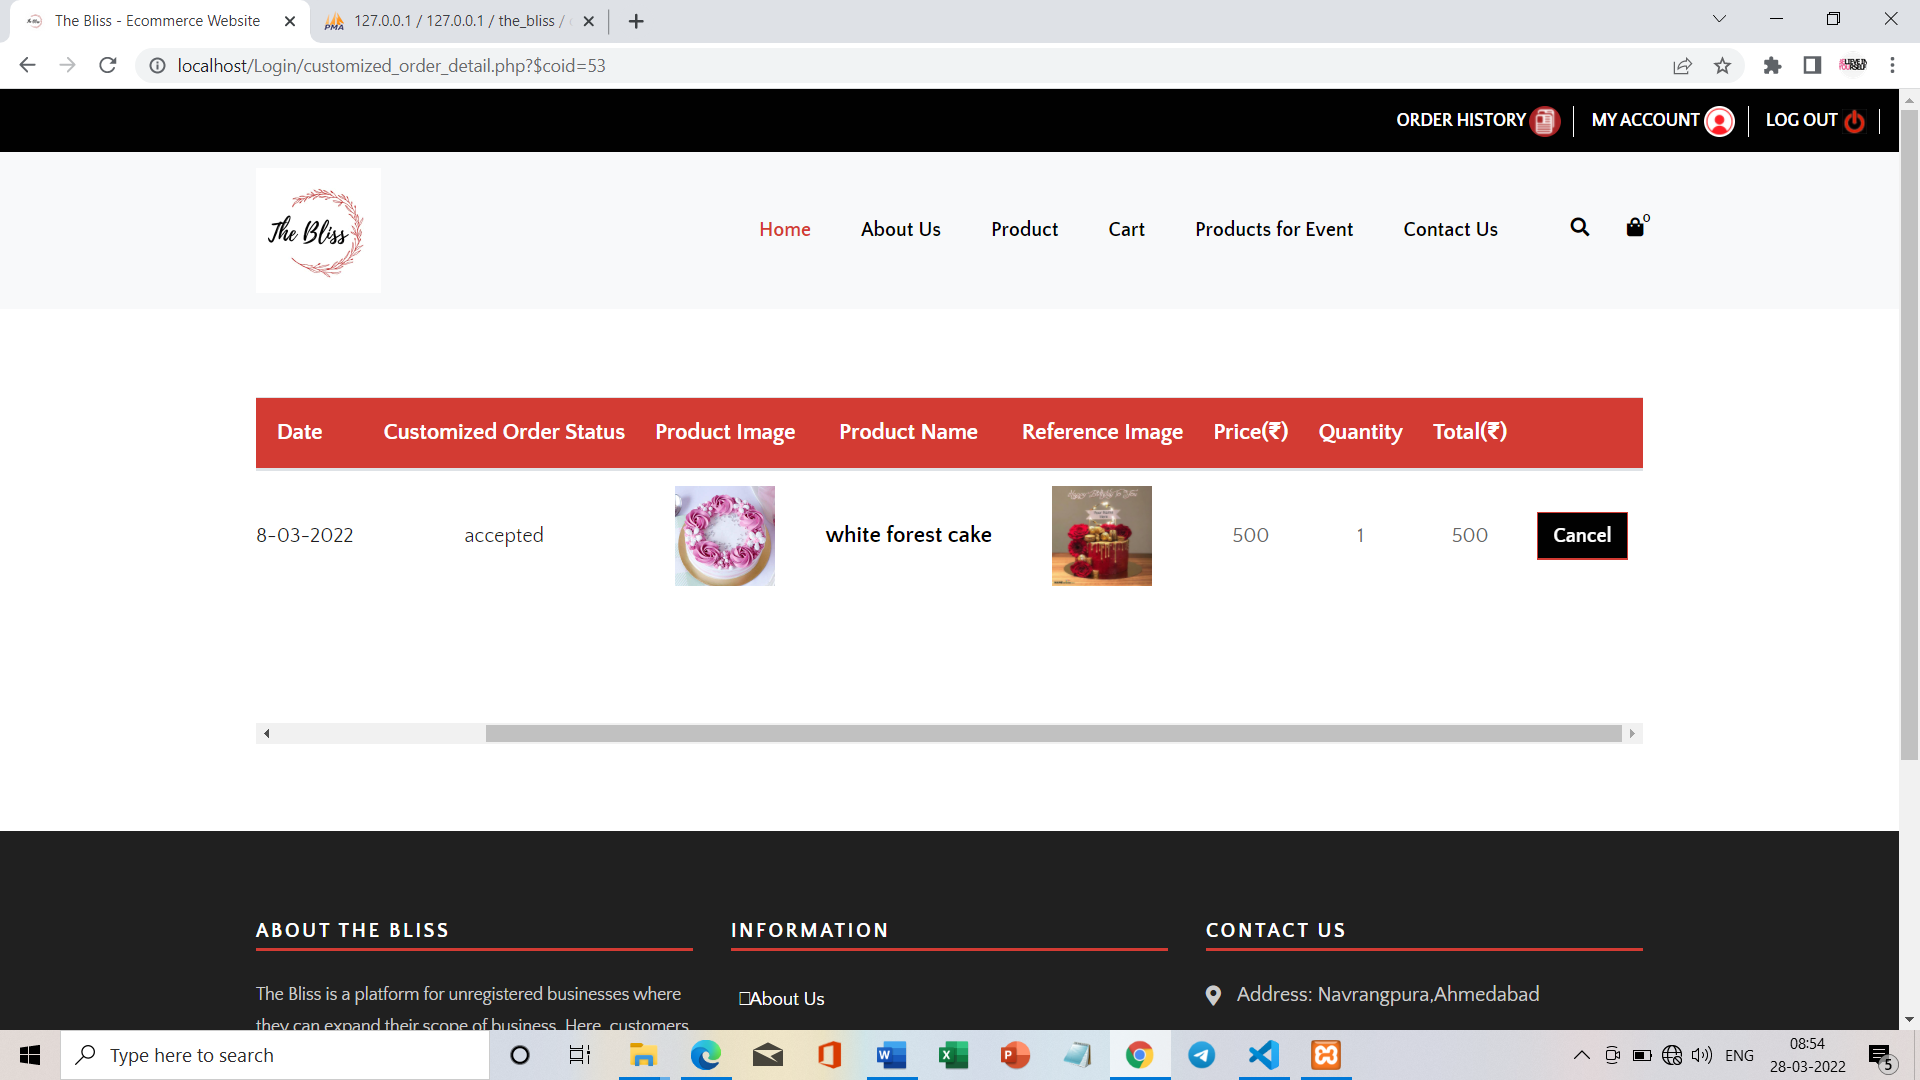 The Bliss - Ecommerce Website
127.0.0.1 / 127.0.0.1 / the_bliss /
localhost/Login/customized_order_detail.php?$coid=53
ORDER HISTORY
MY ACCOUNT
LOG OUT
The Bliss
Home
About Us
Product
Cart
Products for Event
Contact Us
0
Date
Customized Order Status
Product Image
Product Name
Reference Image
Price(₹)
Quantity
Total(₹)
8-03-2022
accepted
white forest cake
500
1
500
Cancel
ABOUT THE BLISS
The Bliss is a platform for unregistered businesses where
they can expand their scope of business. Here, customers
INFORMATION
About Us
CONTACT US
Address: Navrangpura,Ahmedabad
Type here to search
ENG
08:54
28-03-2022
5